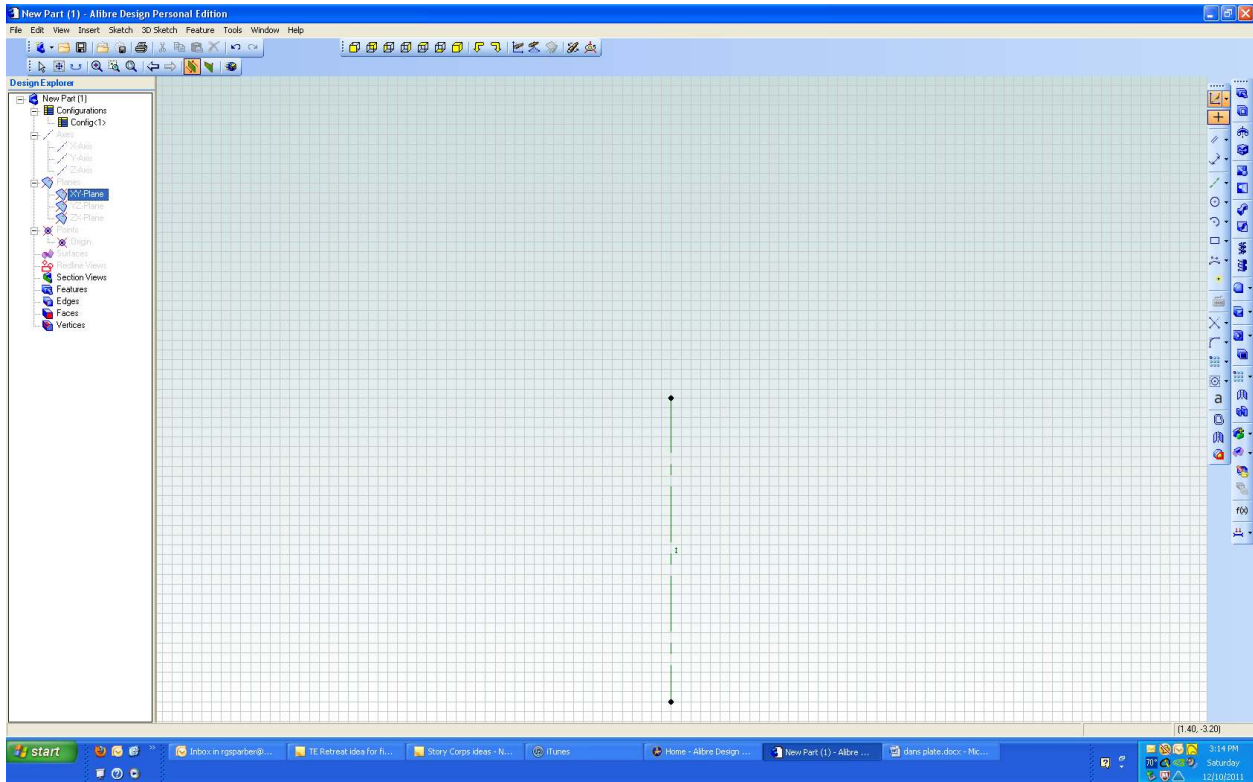 New Part (1) - Alibre Design Personal Edition
File Edit View Insert Sketch 3D Sketch Feature Tools Window Help
Design Explorer
New Part (1)
Configurations
Config<1>
Axes
X-Axis
Y-Axis
Z-Axis
Planes
XY-Plane
YZ-Plane
ZX-Plane
Points
Origin
Surfaces
Redline Views
Section Views
Features
Edges
Faces
Vertices
a
f(x)
(1.40, -3.20)
start
Inbox in rgsparber@...
TE Retreat idea for fi...
Story Corps ideas - N...
iTunes
Home - Alibre Design ...
New Part (1) - Alibre ...
dans plate.docx - Mic...
3:14 PM
70°
Saturday
12/10/2011